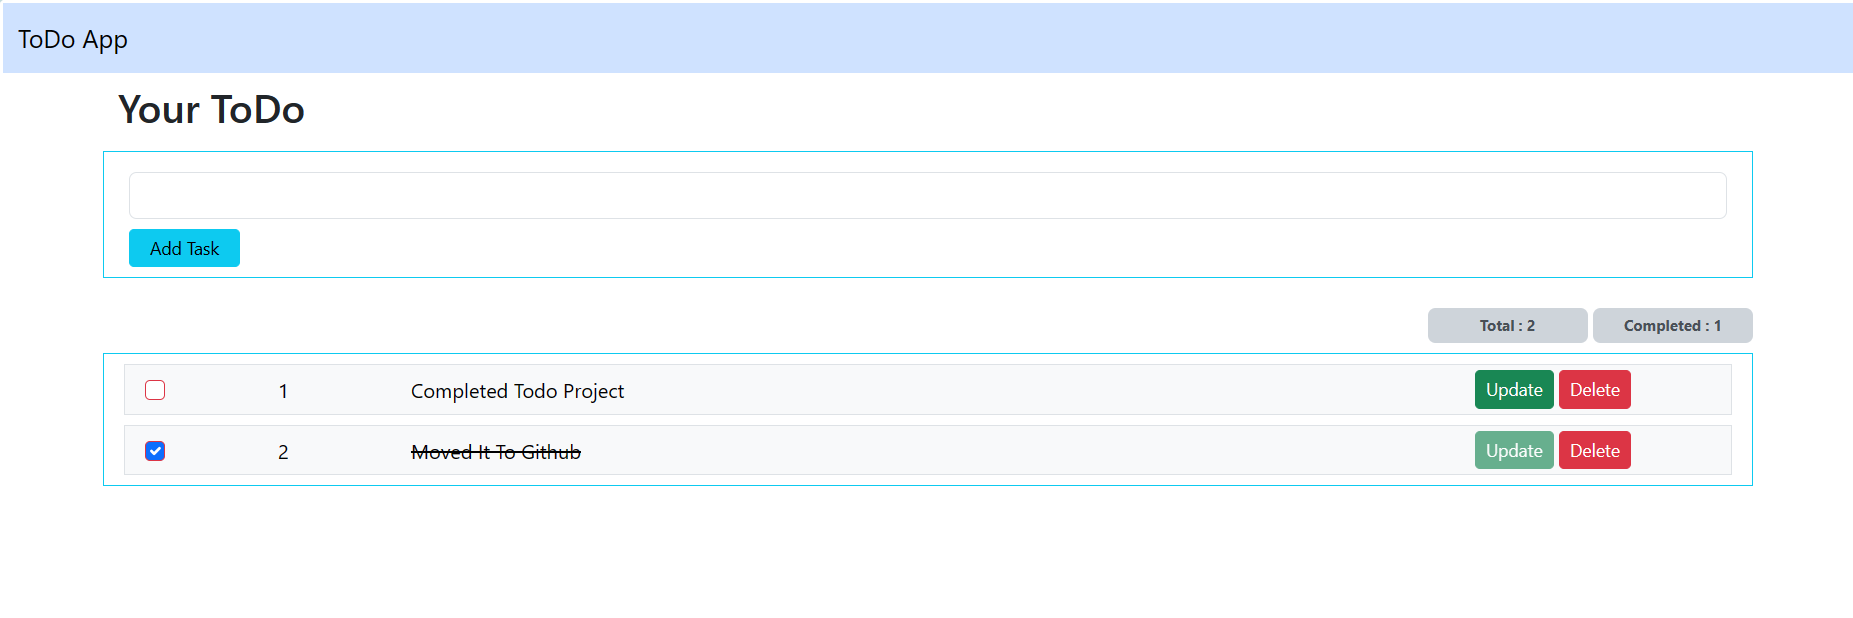 ToDo App
Your ToDo
Add Task
Total : 2 Completed : 1
1 Completed Todo Project Update Delete
2 Moved It To Github Update Delete